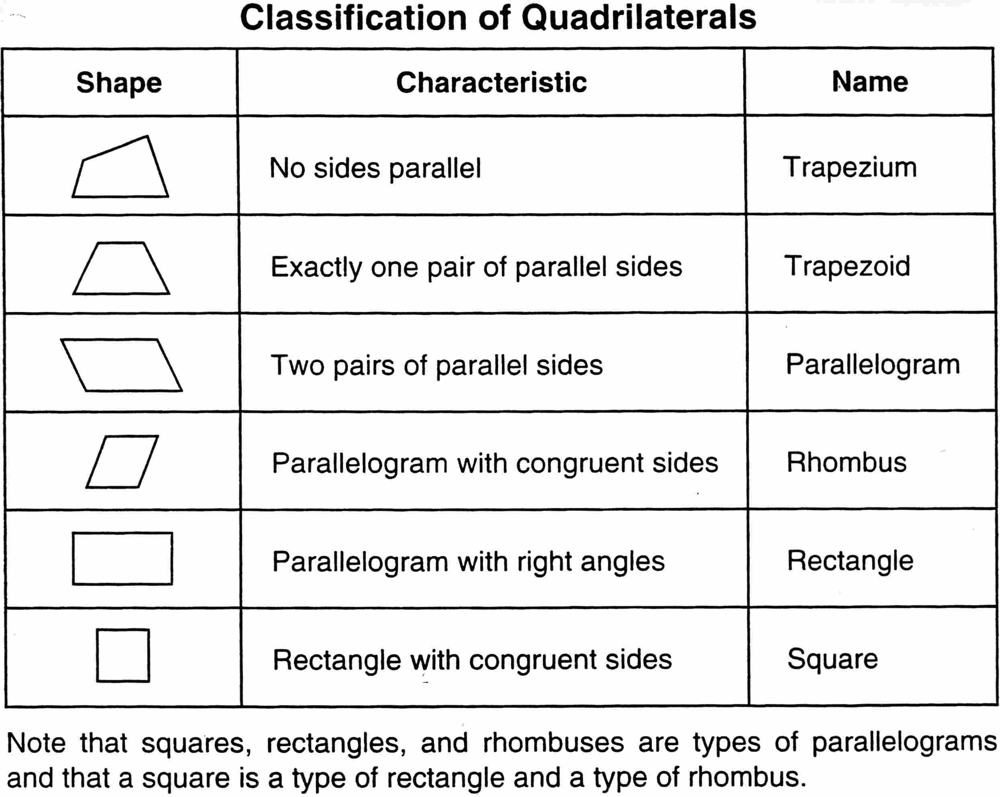 Classification of Quadrilaterals
Shape Characteristic Name
No sides parallel Trapezium
Exactly one pair of parallel sides Trapezoid
Two pairs of parallel sides Parallelogram
Parallelogram with congruent sides Rhombus
Parallelogram with right angles Rectangle
Rectangle with congruent sides Square
Note that squares, rectangles, and rhombuses are types of parallelograms
and that a square is a type of rectangle and a type of rhombus.